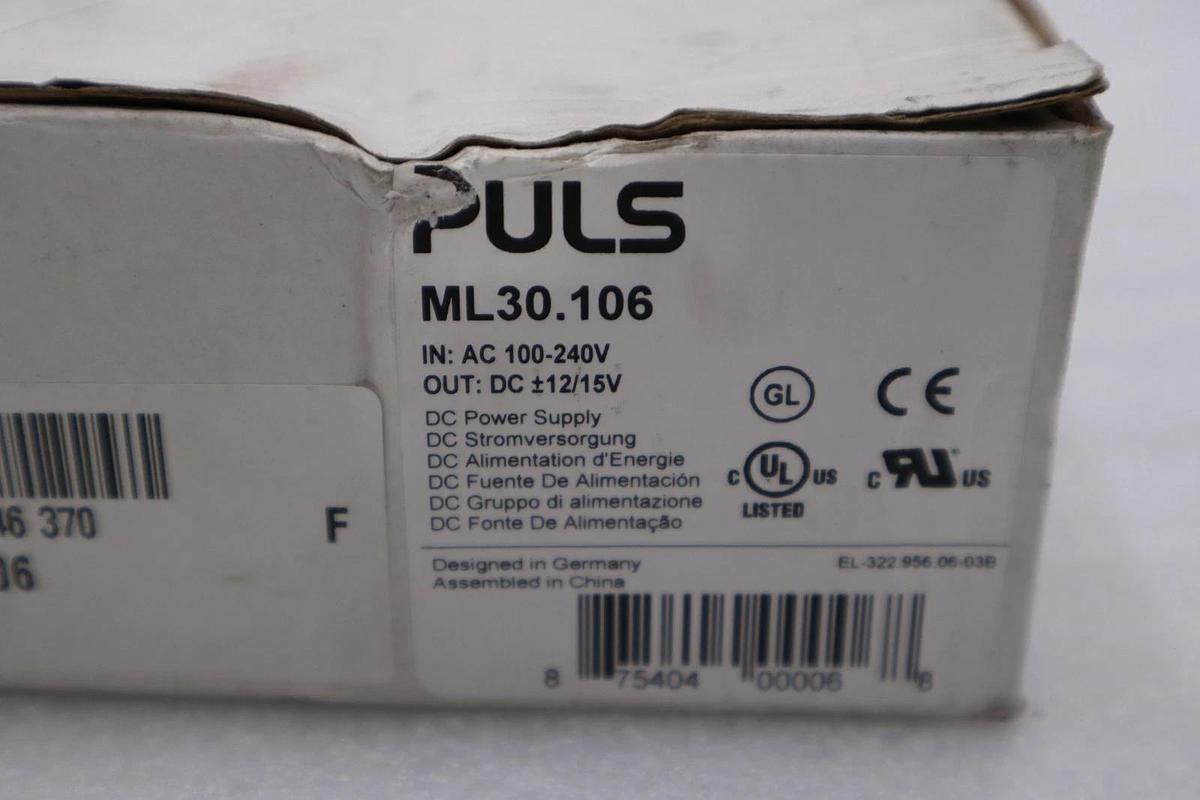 PULS
ML30.106
IN: AC 100-240V
OUT: DC ±12/15V
DC Power Supply
DC Stromversorgung
DC Alimentation d'Energie
DC Fuente De Alimentación
DC Gruppo di alimentazione
DC Fonte De Alimentação
GL
CE
C UL US
LISTED
c RU US
Designed in Germany
Assembled in China
EL-322.956.06-03B
8 75404 00006 8
46 370
F
06